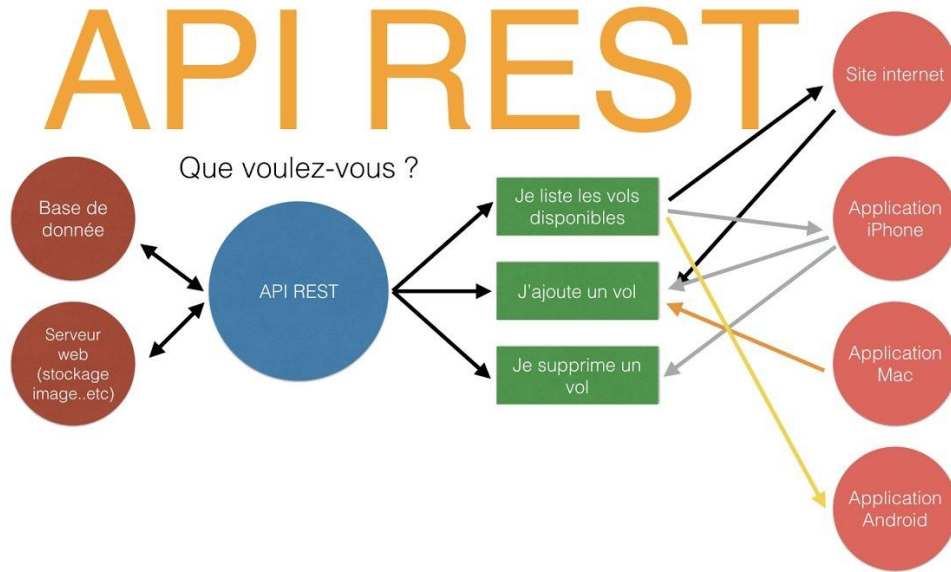 API REST
Que voulez-vous ?
Base de
donnée
Serveur
web
(stockage
image..etc)
API REST
Je liste les vols
disponibles
J'ajoute un vol
Je supprime un
vol
Site internet
Application
iPhone
Application
Mac
Application
Android